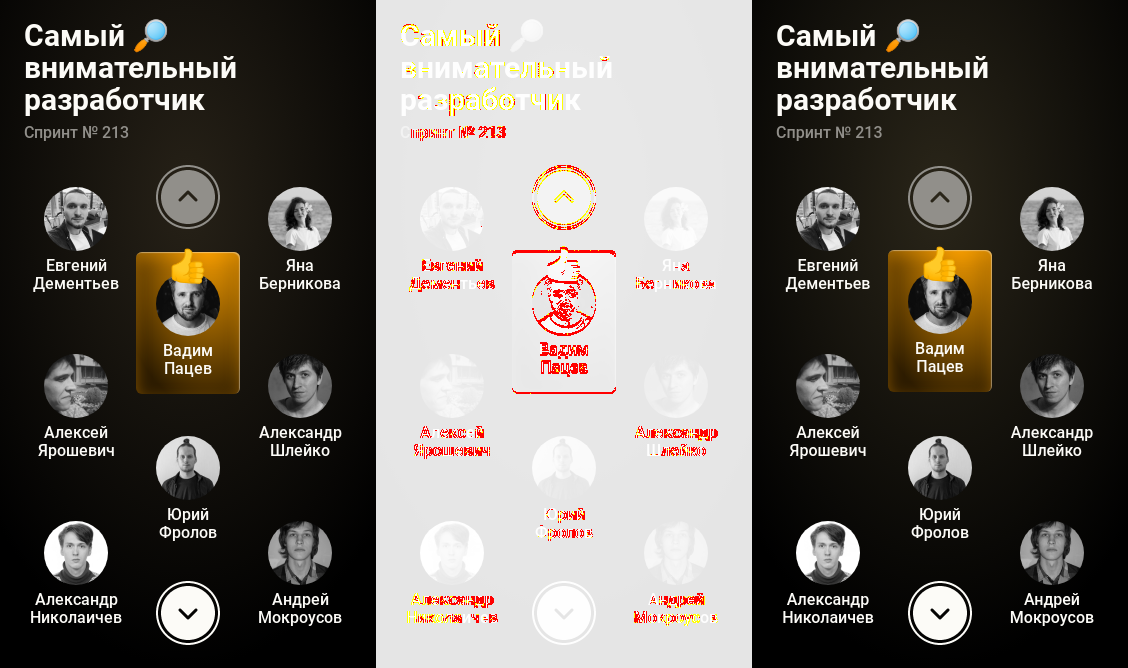 Самый 🔎
внимательный
разработчик
Спринт № 213
Евгений
Дементьев
Вадим
Пацев
Яна
Берникова
Алексей
Ярошевич
Александр
Шлейко
Юрий
Фролов
Александр
Николаичев
Андрей
Мокроусов
Самый
внимательный
разработчик
Спринт № 213
Евгений
Дементьев
Вадим
Пацев
Яна
Берникова
Алексей
Ярошевич
Александр
Шлейко
Юрий
Фролов
Александр
Николаичев
Андрей
Мокроусов
Самый 🔎
внимательный
разработчик
Спринт № 213
Евгений
Дементьев
Вадим
Пацев
Яна
Берникова
Алексей
Ярошевич
Александр
Шлейко
Юрий
Фролов
Александр
Николаичев
Андрей
Мокроусов